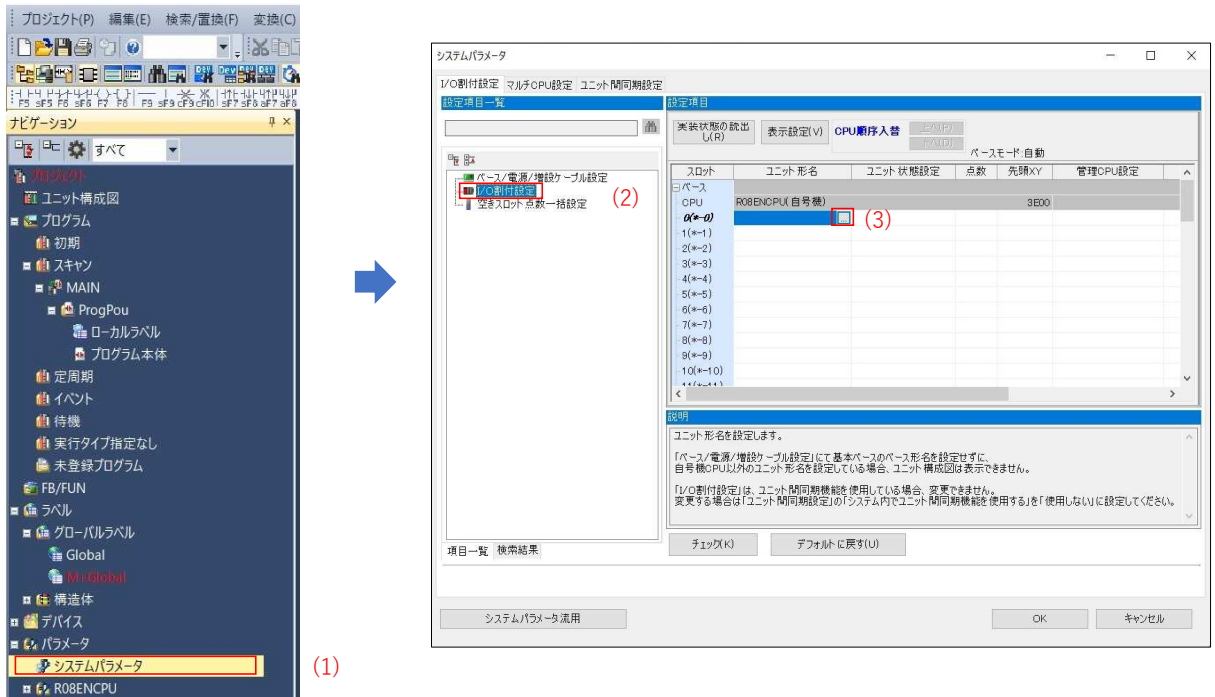 プロジェクト(P) 編集(E) 検索/置換(F) 変換(C)
F5 sF5 F6 sF6 F7 F8 F9 sF9 cF9 cF10 sF7 sF8 aF7 aF8
ナビゲーション
すべて
プロジェクト
ユニット構成図
プログラム
初期
スキャン
MAIN
ProgPou
ローカルラベル
プログラム本体
定周期
イベント
待機
実行タイプ指定なし
未登録プログラム
FB/FUN
ラベル
グローバルラベル
Global
M+Global
構造体
デバイス
パラメータ
システムパラメータ
(1)
R08ENCPU
システムパラメータ
I/O割付設定 マルチCPU設定 ユニット間同期設定
設定項目一覧
ベース/電源/増設ケーブル設定
I/O割付設定
(2)
空きスロット点数一括設定
項目一覧 検索結果
設定項目
実装状態の読出し(R)
表示設定(V)
CPU順序入替
ベースモード:自動
スロット ユニット形名 ユニット状態設定 点数 先頭XY 管理CPU設定
ベース
CPU R08ENCPU(自号機) 3E00
0(*-0) ... (3)
1(*-1)
2(*-2)
3(*-3)
4(*-4)
5(*-5)
6(*-6)
7(*-7)
8(*-8)
9(*-9)
10(*-10)
11(*-11)
説明
ユニット形名を設定します。
「ベース/電源/増設ケーブル設定」にて基本ベースのベース形名を設定せずに、
自号機CPU以外のユニット形名を設定している場合、ユニット構成図は表示できません。
「I/O割付設定」は、ユニット間同期機能を使用している場合、変更できません。
変更する場合は「ユニット間同期設定」の「システム内でユニット間同期機能を使用する」を「使用しない」に設定してください。
チェック(K) デフォルトに戻す(U)
システムパラメータ流用 OK キャンセル